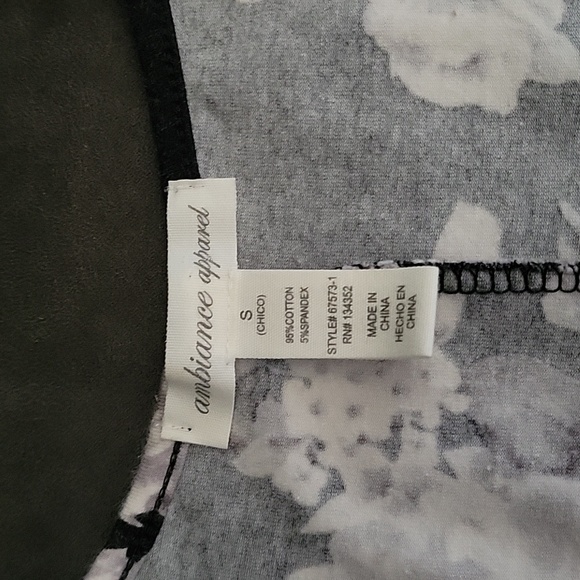 ambiance apparel
S
(CHICO)
95%COTTON
5%SPANDEX
STYLE# 67573-1
RN# 134352
MADE IN
CHINA
HECHO EN
CHINA